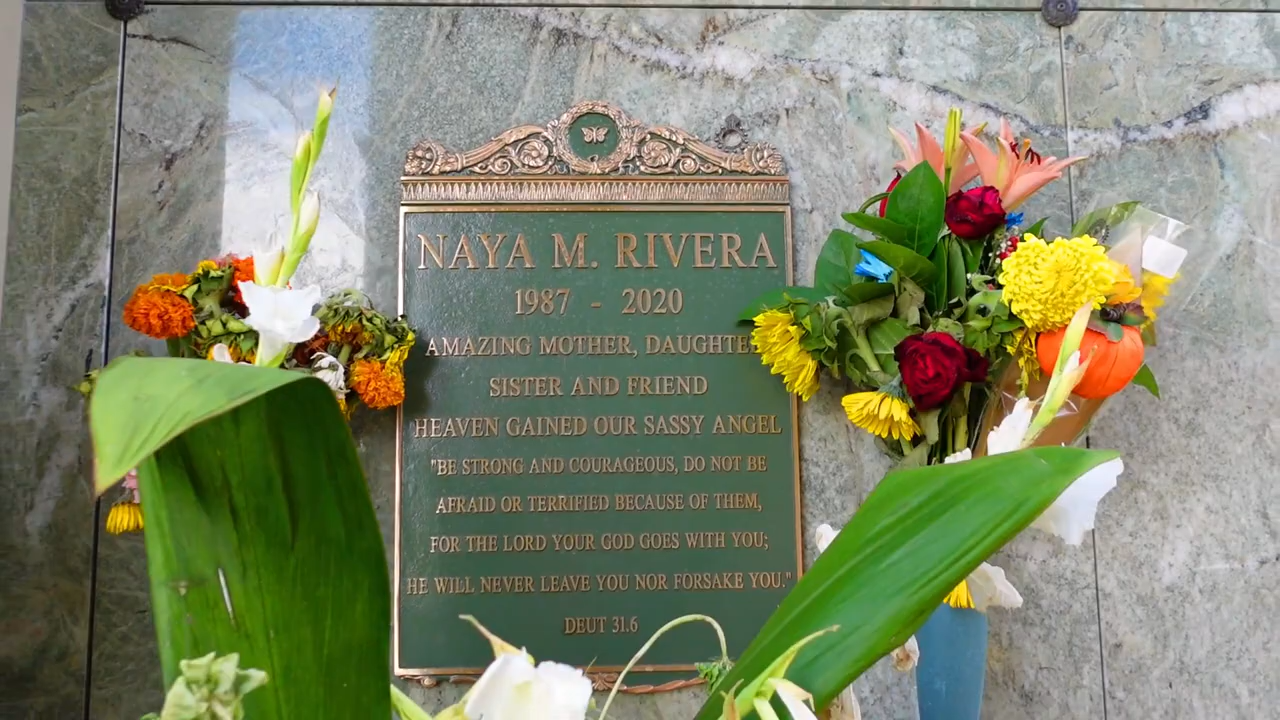 NAYA M. RIVERA
1987 - 2020
AMAZING MOTHER, DAUGHTE
SISTER AND FRIEND
HEAVEN GAINED OUR SASSY ANGEL
"BE STRONG AND COURAGEOUS, DO NOT BE
AFRAID OR TERRIFIED BECAUSE OF THEM,
FOR THE LORD YOUR GOD GOES WITH YOU;
HE WILL NEVER LEAVE YOU NOR FORSAKE YOU."
DEUT 31.6